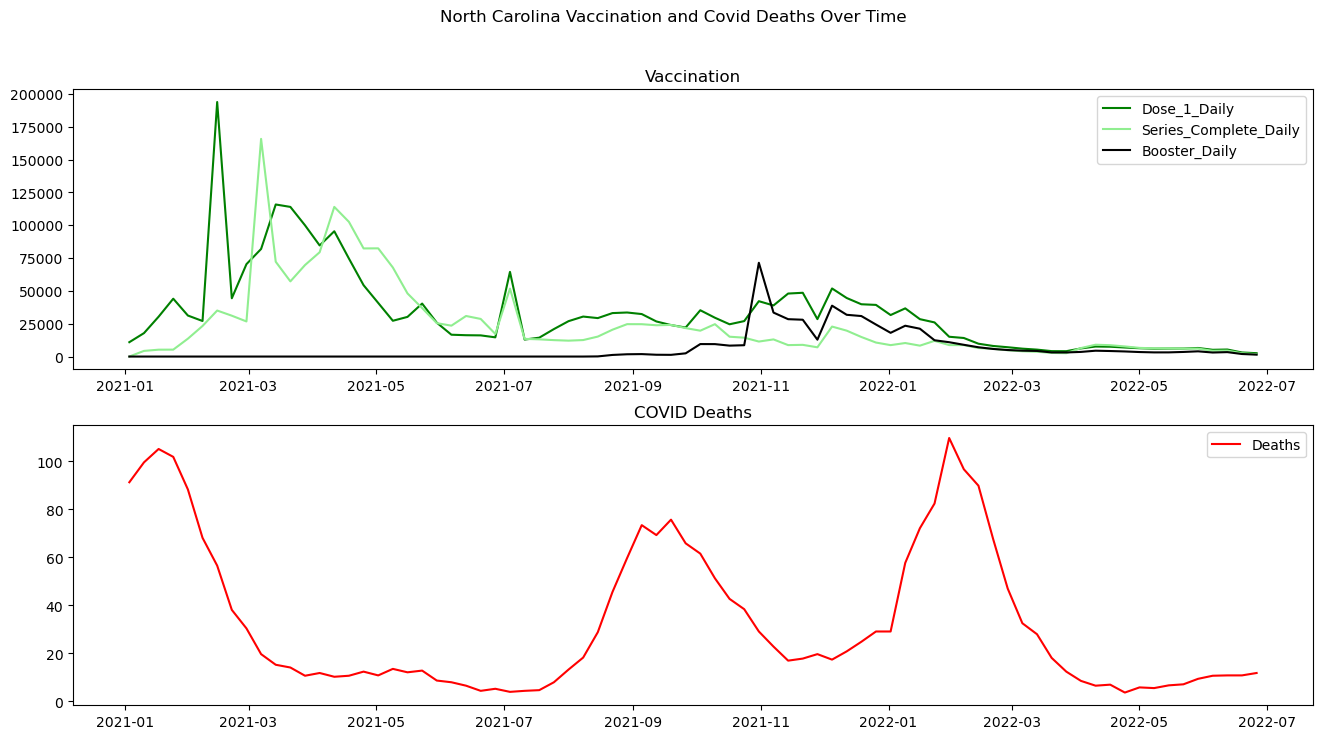 North Carolina Vaccination and Covid Deaths Over Time
Vaccination
200000
175000
150000
125000
100000
75000
50000
25000
0
Dose_1_Daily
Series_Complete_Daily
Booster_Daily
2021-01 2021-03 2021-05 2021-07 2021-09 2021-11 2022-01 2022-03 2022-05 2022-07
COVID Deaths
100
80
60
40
20
0
Deaths
2021-01 2021-03 2021-05 2021-07 2021-09 2021-11 2022-01 2022-03 2022-05 2022-07